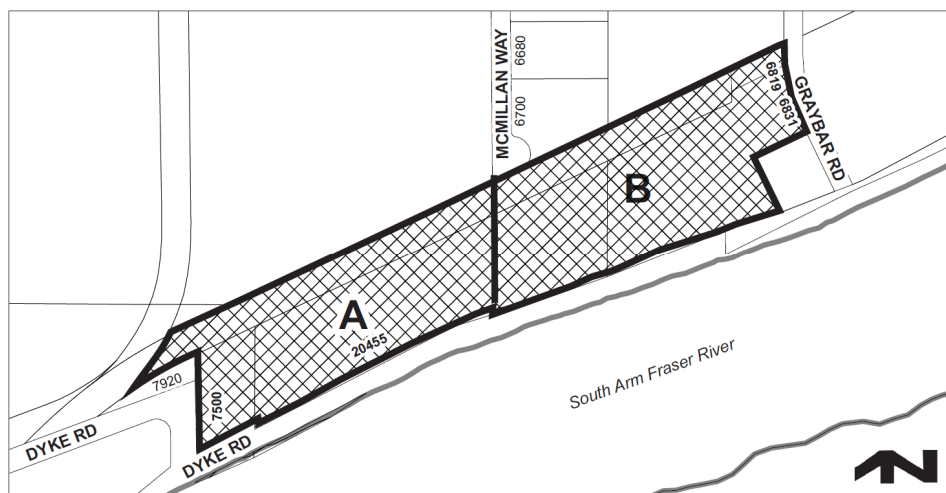 MCMILLAN WAY
6680
6700
6819
6831
GRAYBAR RD
B
A
20455
7920
7500
DYKE RD
DYKE RD
South Arm Fraser River
N